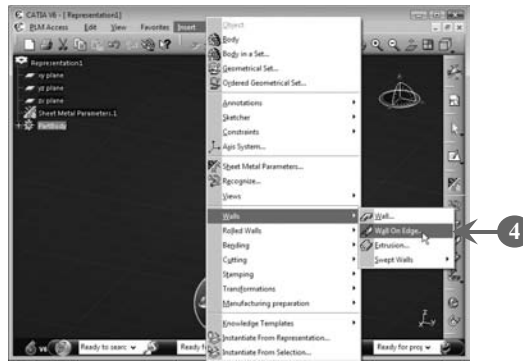 CATIA V6 - [Representation1]
PLM Access Edit View Favorites Insert
Representation1
xy plane
yz plane
zx plane
Sheet Metal Parameters.1
PartBody
Object
Body
Body in a Set...
Geometrical Set...
Ordered Geometrical Set...
Annotations
Sketcher
Constraints
Axis System...
Sheet Metal Parameters...
Recognize...
Views
Walls
Rolled Walls
Bending
Cutting
Stamping
Transformations
Manufacturing preparation
Knowledge Templates
Instantiate From Representation...
Instantiate From Selection...
Wall...
Wall On Edge...
Extrusion...
Swept Walls
4
Ready to searc
Ready f
Ready for proj